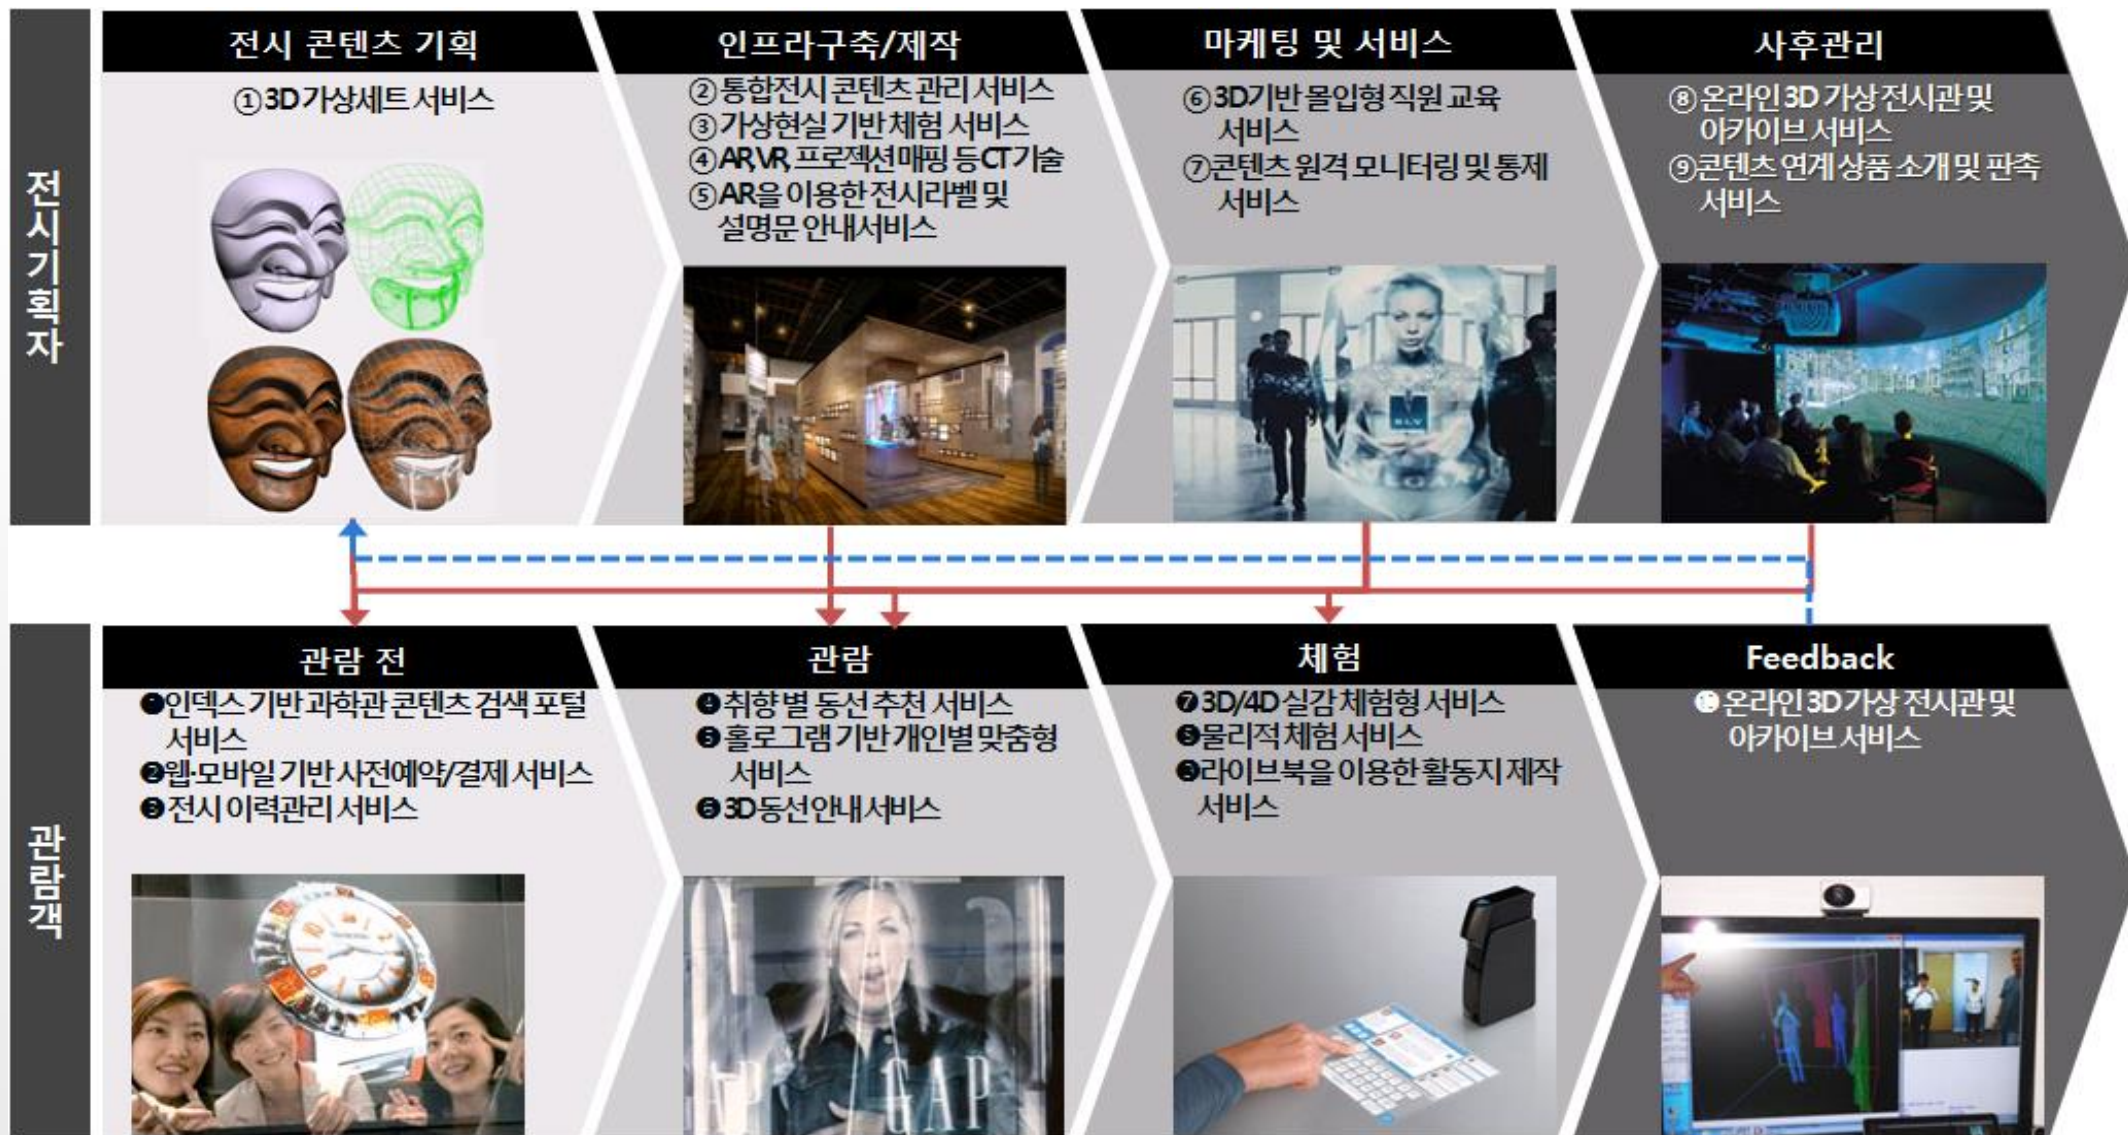 전시기획자
전시 콘텐츠 기획
① 3D 가상세트 서비스
인프라구축/제작
② 통합전시 콘텐츠 관리 서비스
③ 가상현실 기반 체험 서비스
④ AR,VR, 프로젝션 매핑 등 CT 기술
⑤ AR을 이용한 전시라벨 및
설명문 안내서비스
마케팅 및 서비스
⑥ 3D기반 몰입형 직원 교육
서비스
⑦ 콘텐츠 원격 모니터링 및 통제
서비스
사후관리
⑧ 온라인 3D 가상 전시관 및
아카이브 서비스
⑨ 콘텐츠 연계 상품 소개 및 판촉
서비스
관람객
관람 전
❶ 인덱스 기반 과학관 콘텐츠 검색 포털
서비스
❷ 웹·모바일 기반 사전예약/결제 서비스
❸ 전시 이력관리 서비스
관람
❹ 취향 별 동선 추천 서비스
❺ 홀로그램 기반 개인별 맞춤형
서비스
❻ 3D 동선 안내 서비스
GAP
체험
❼ 3D/4D 실감 체험형 서비스
❽ 물리적 체험 서비스
❾ 라이브북을 이용한 활동지 제작
서비스
Feedback
❿ 온라인 3D 가상 전시관 및
아카이브 서비스